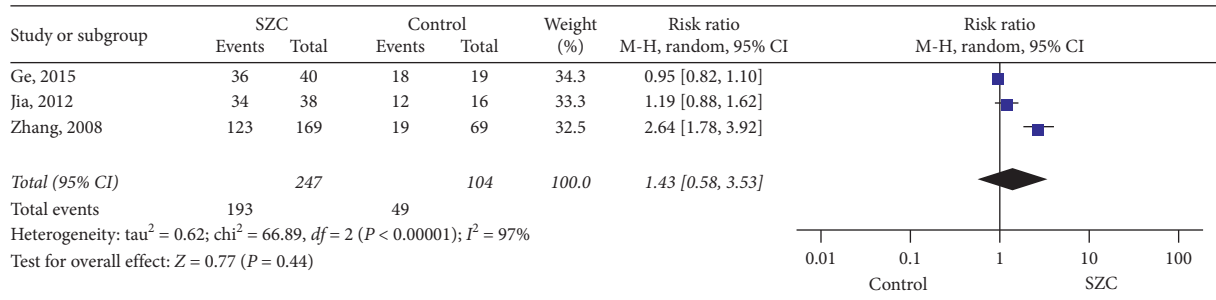 Study or subgroup SZC Control Weight (%) Risk ratio M-H, random, 95% CI Risk ratio M-H, random, 95% CI
Events Total Events Total
Ge, 2015 36 40 18 19 34.3 0.95 [0.82, 1.10]
Jia, 2012 34 38 12 16 33.3 1.19 [0.88, 1.62]
Zhang, 2008 123 169 19 69 32.5 2.64 [1.78, 3.92]
Total (95% CI) 247 104 100.0 1.43 [0.58, 3.53]
Total events 193 49
Heterogeneity: tau² = 0.62; chi² = 66.89, df = 2 (P < 0.00001); I² = 97%
Test for overall effect: Z = 0.77 (P = 0.44)
0.01 0.1 1 10 100
Control SZC